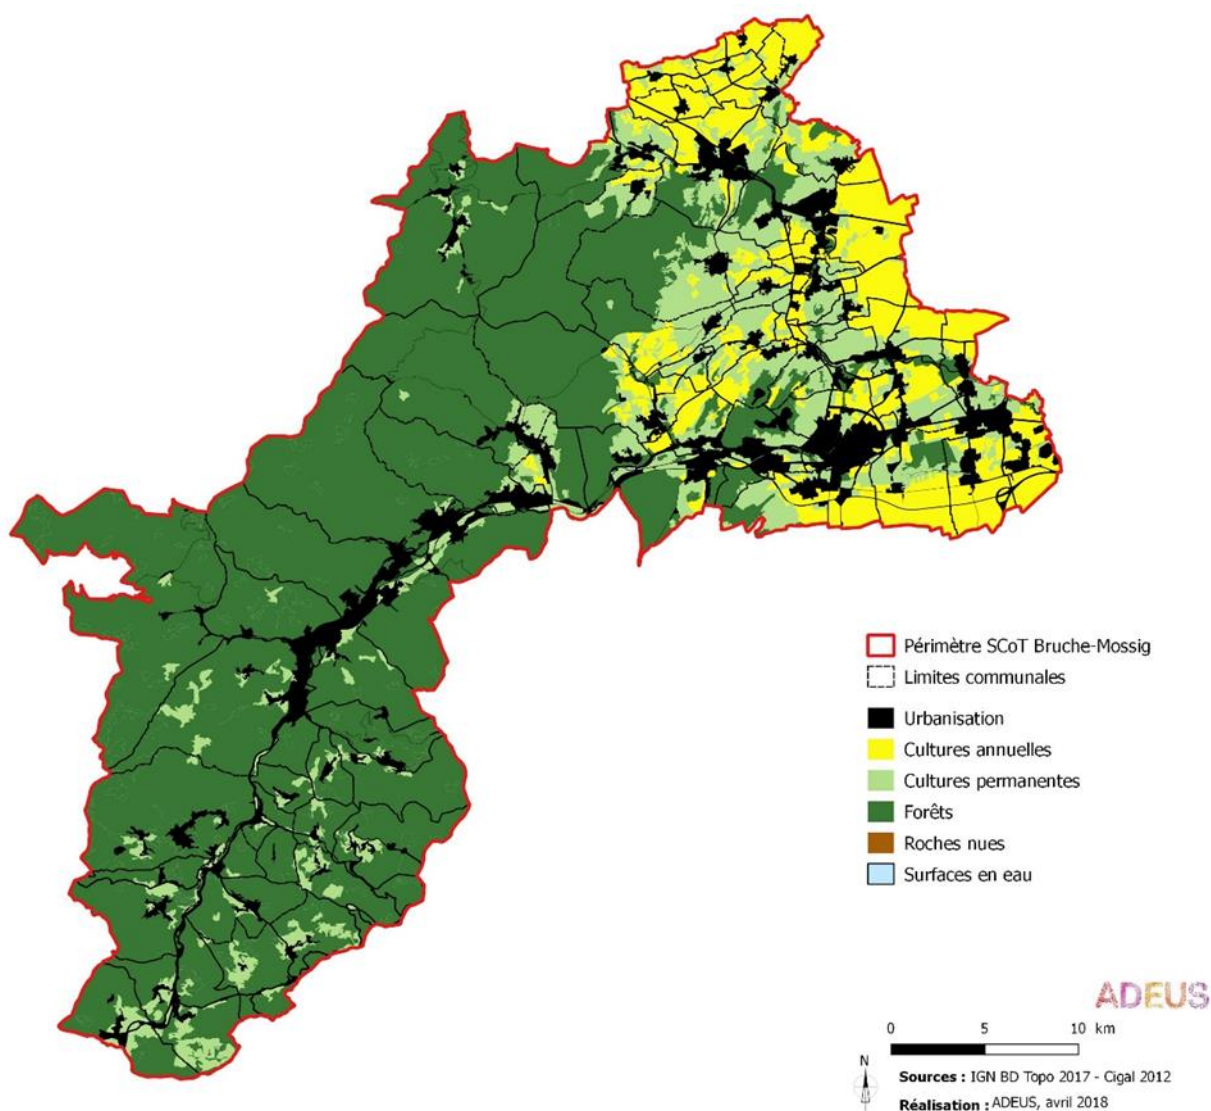 Périmètre SCoT Bruche-Mossig
Limites communales
Urbanisation
Cultures annuelles
Cultures permanentes
Forêts
Roches nues
Surfaces en eau
ADEUS
0 5 10 km
N
Sources : IGN BD Topo 2017 - Cigal 2012
Réalisation : ADEUS, avril 2018